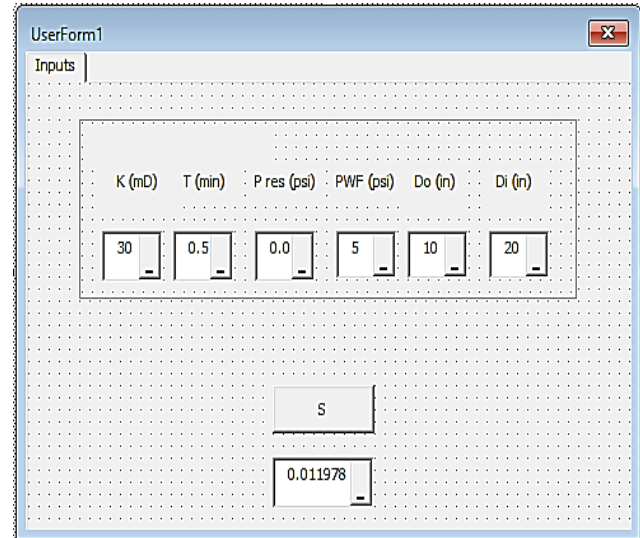 UserForm1
Inputs
K (mD) T (min) P res (psi) PWF (psi) Do (in) Di (in)
30 0.5 0.0 5 10 20
S
0.011978